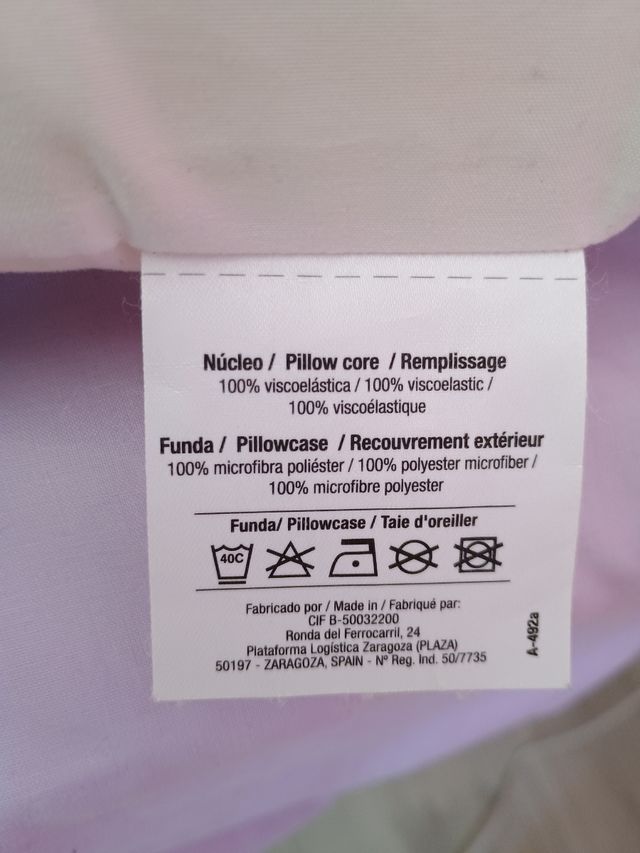 Núcleo / Pillow core / Remplissage
100% viscoelástica / 100% viscoelastic /
100% viscoélastique
Funda / Pillowcase / Recouvrement extérieur
100% microfibra poliéster / 100% polyester microfiber /
100% microfibre polyester
Funda/ Pillowcase / Taie d'oreiller
40C
Fabricado por / Made in / Fabriqué par:
CIF B-50032200
Ronda del Ferrocarril, 24
Plataforma Logística Zaragoza (PLAZA)
50197 - ZARAGOZA, SPAIN - Nº Reg. Ind. 50/7735
A-492a